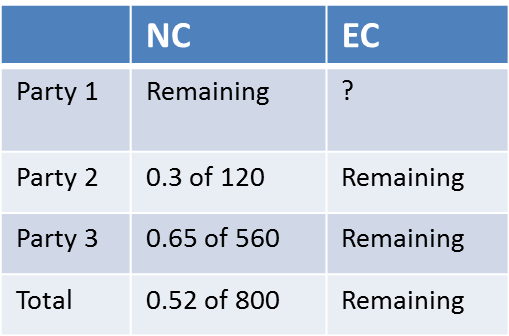 NC EC
Party 1 Remaining ?
Party 2 0.3 of 120 Remaining
Party 3 0.65 of 560 Remaining
Total 0.52 of 800 Remaining